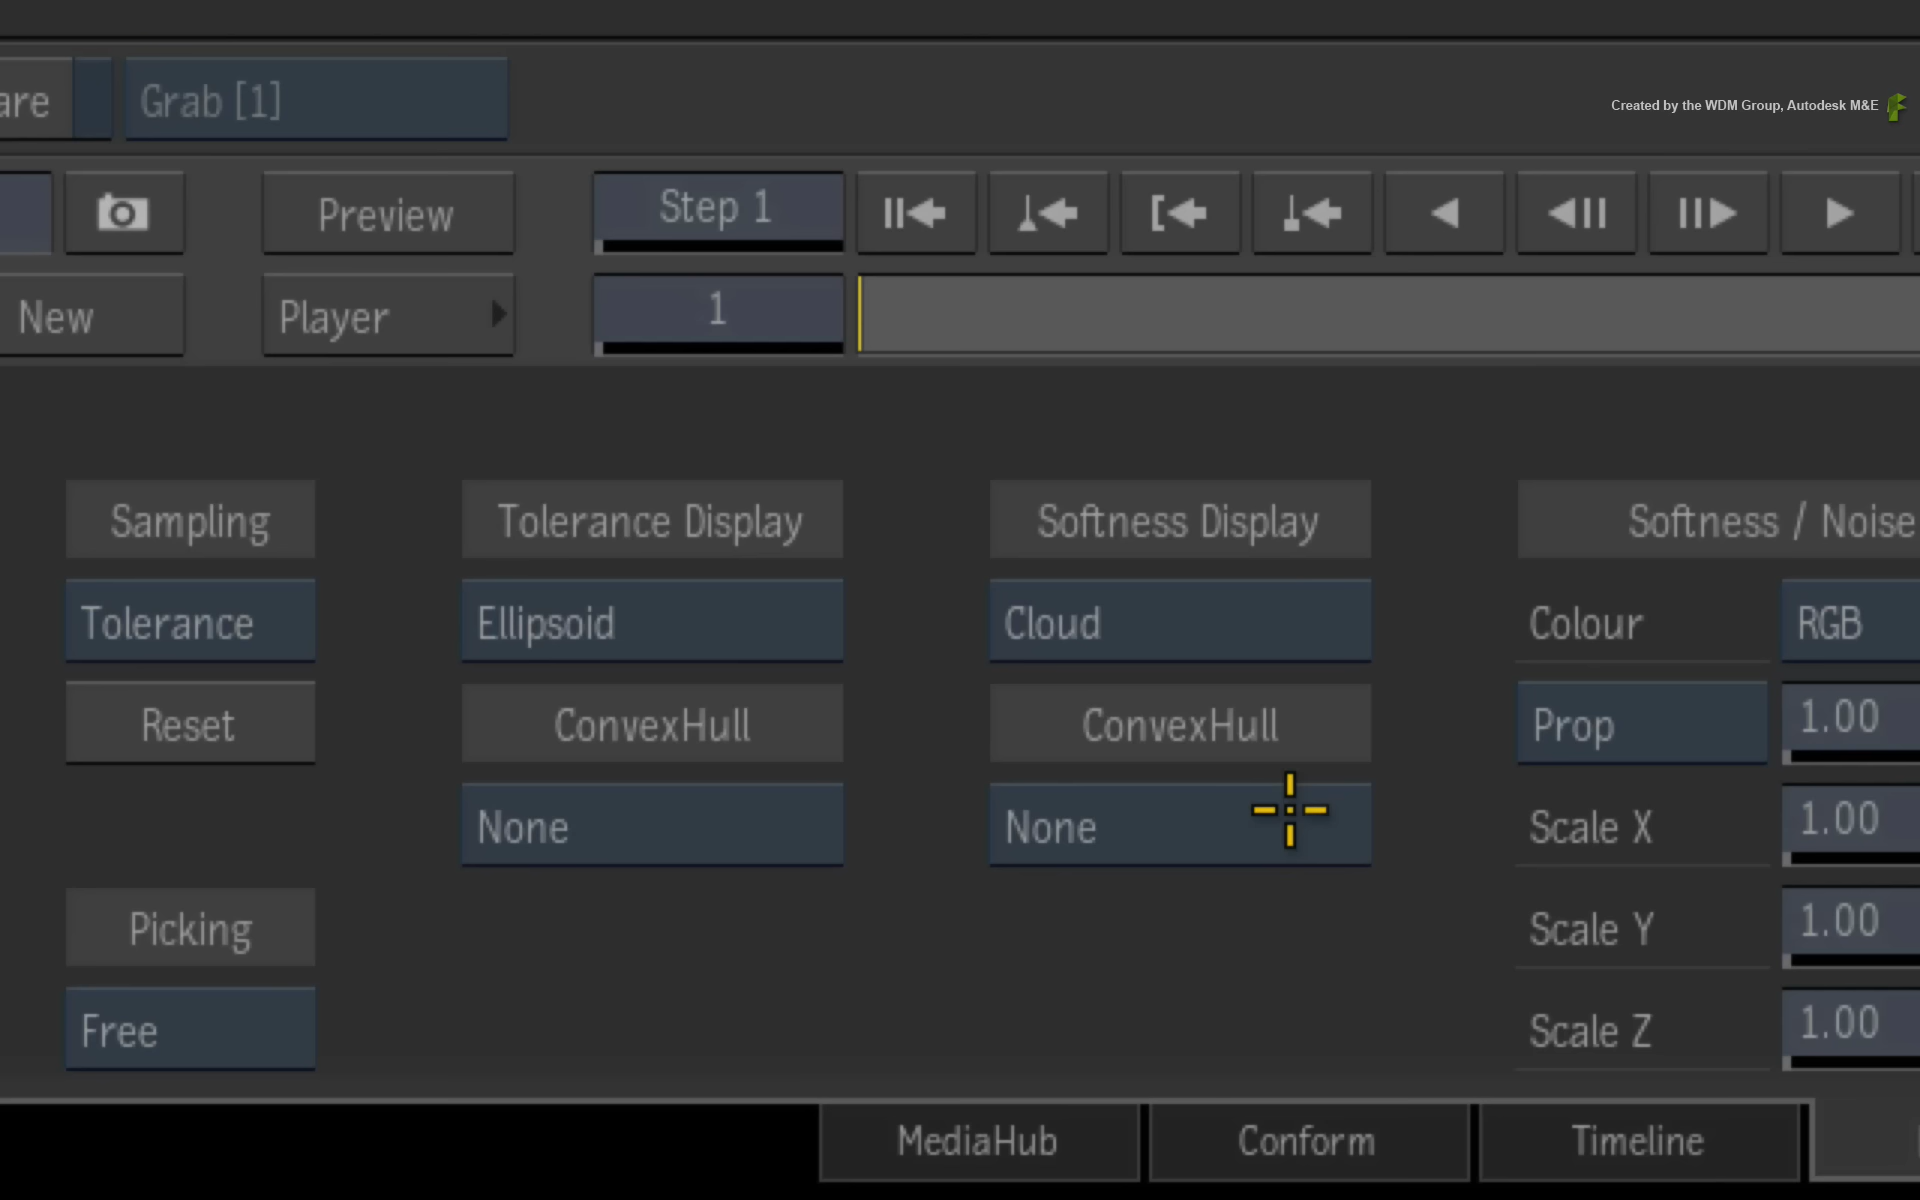 are
Grab [1]
Created by the WDM Group, Autodesk M&E
Preview
Step 1
New
Player
1
Sampling
Tolerance Display
Softness Display
Softness / Noise
Tolerance
Ellipsoid
Cloud
Colour
RGB
Reset
ConvexHull
ConvexHull
Prop
1.00
None
None
Scale X
1.00
Picking
Scale Y
1.00
Free
Scale Z
1.00
MediaHub
Conform
Timeline